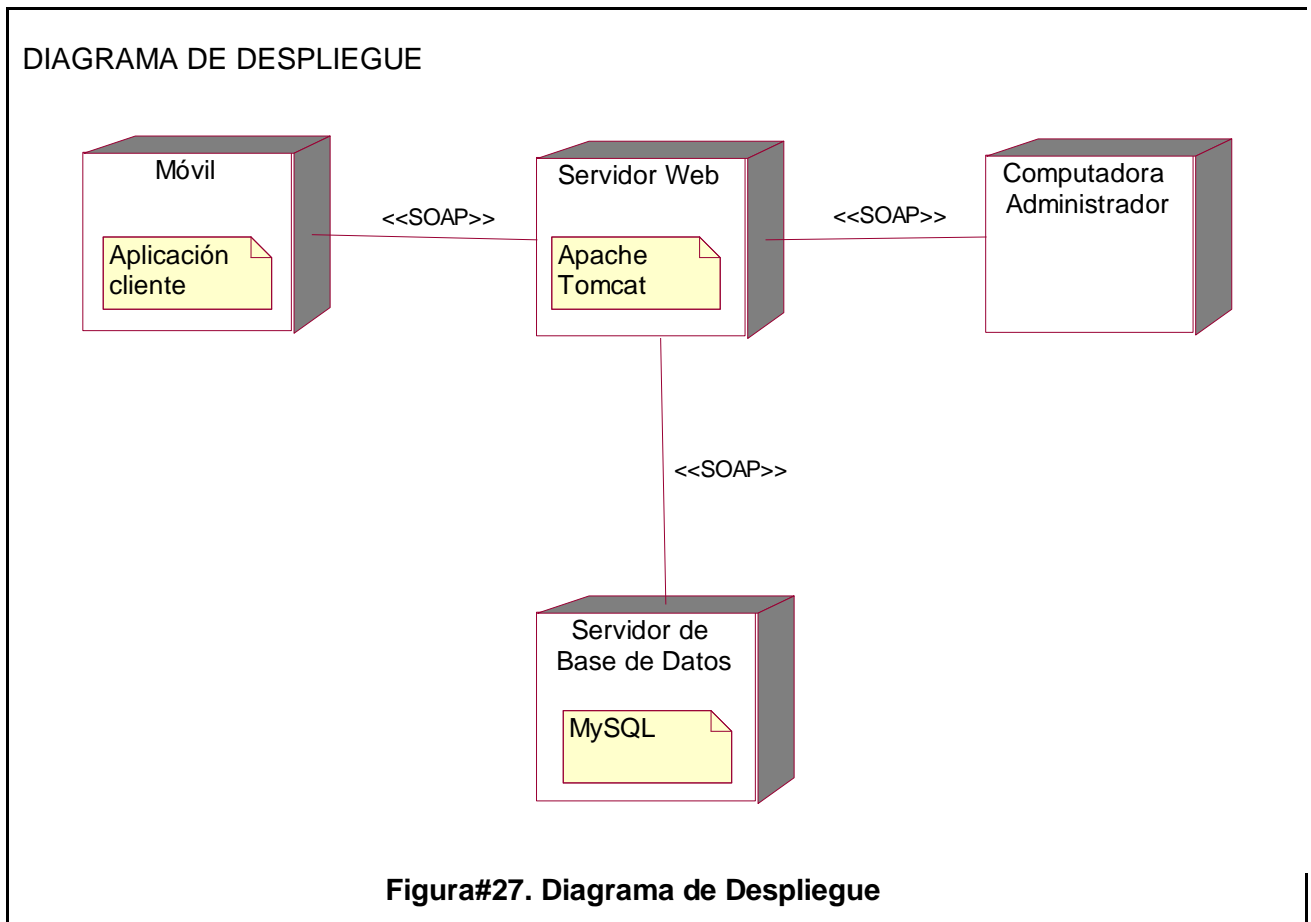 DIAGRAMA DE DESPLIEGUE
Móvil
Aplicación
cliente
<<SOAP>>
Servidor Web
Apache
Tomcat
<<SOAP>>
Computadora
Administrador
<<SOAP>>
Servidor de
Base de Datos
MySQL
Figura#27. Diagrama de Despliegue